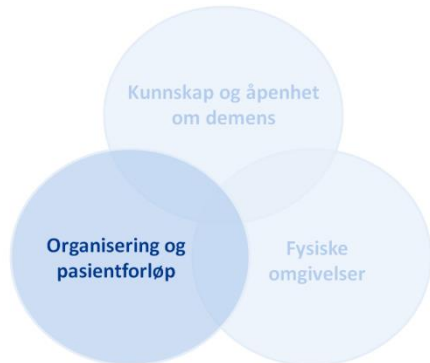 Kunnskap og åpenhet
om demens
Organisering og
pasientforløp
Fysiske
omgivelser